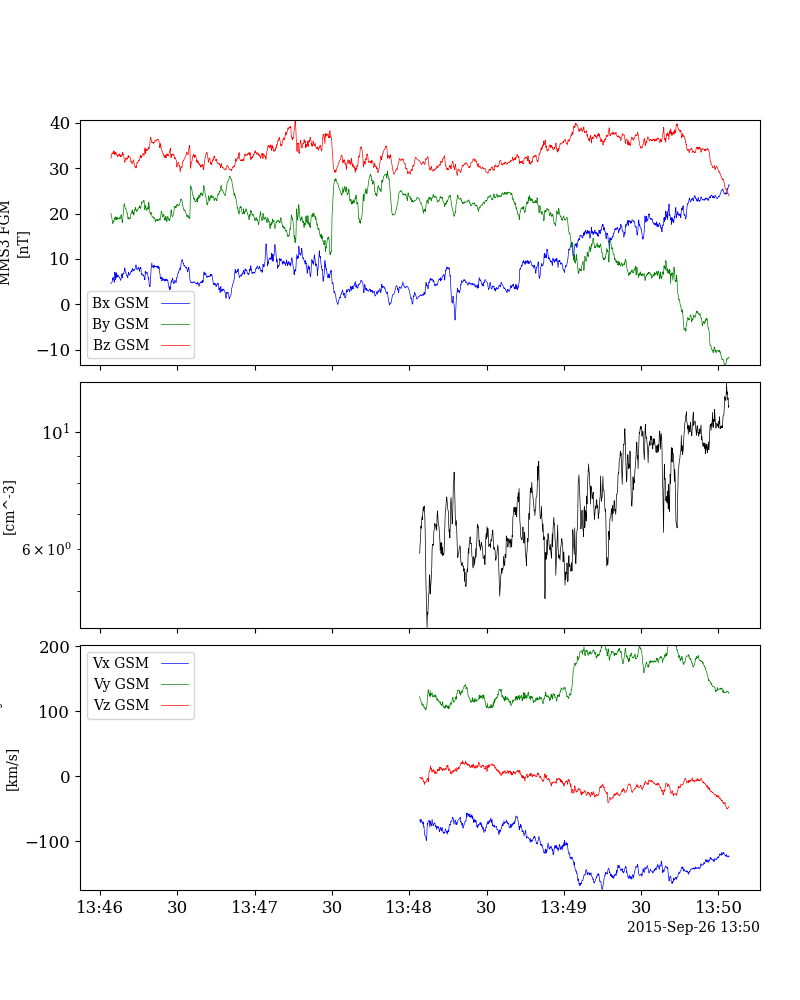 40
30
20
10
0
−10
MMS3 FGM
[nT]
Bx GSM
By GSM
Bz GSM
10^1
6 × 10^0
[cm^-3]
200
100
0
−100
[km/s]
Vx GSM
Vy GSM
Vz GSM
13:46 30 13:47 30 13:48 30 13:49 30 13:50
2015-Sep-26 13:50